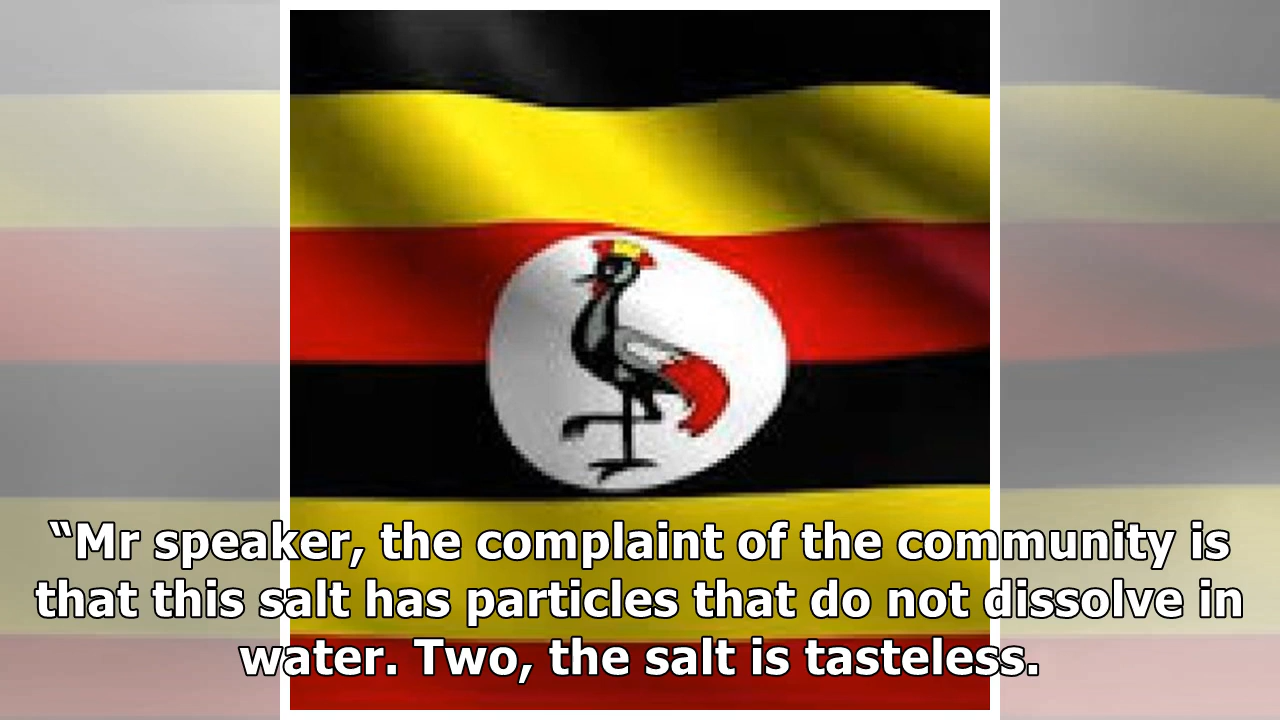 “Mr speaker, the complaint of the community is
that this salt has particles that do not dissolve in
water. Two, the salt is tasteless.